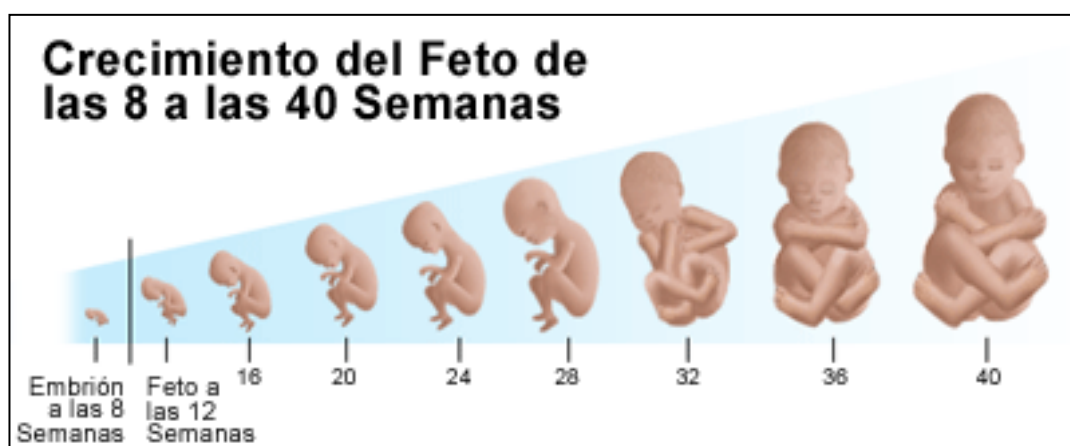 Crecimiento del Feto de
las 8 a las 40 Semanas
Embrión
a las 8
Semanas
Feto a
las 12
Semanas
16
20
24
28
32
36
40